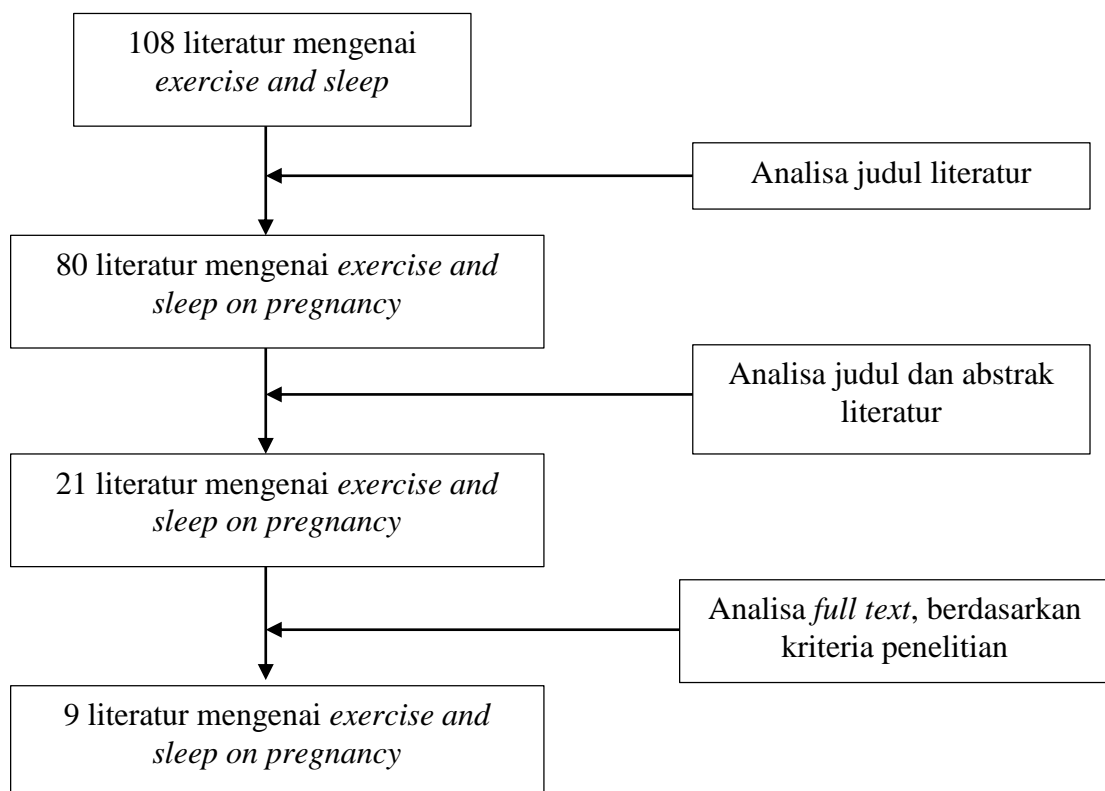 108 literatur mengenai
exercise and sleep
Analisa judul literatur
80 literatur mengenai exercise and
sleep on pregnancy
Analisa judul dan abstrak
literatur
21 literatur mengenai exercise and
sleep on pregnancy
Analisa full text, berdasarkan
kriteria penelitian
9 literatur mengenai exercise and
sleep on pregnancy